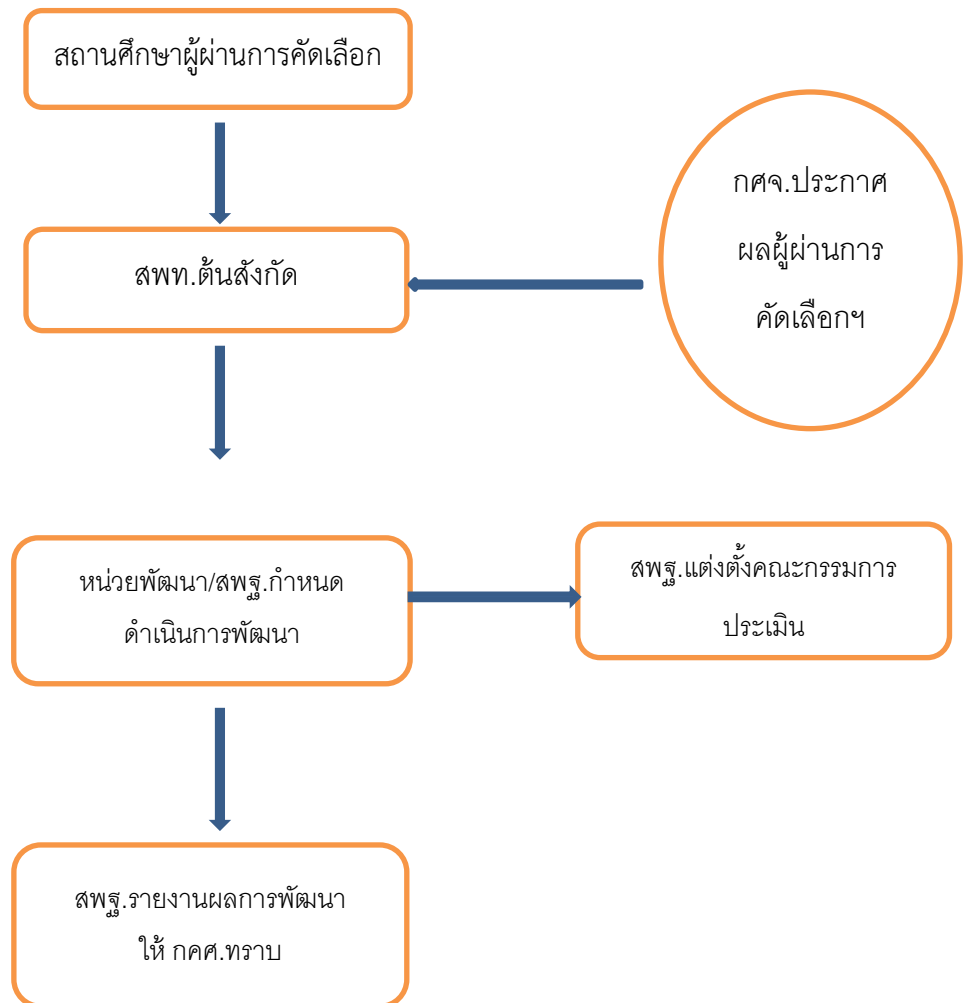 สถานศึกษาผู้ผ่านการคัดเลือก
กศจ.ประกาศ
ผลผู้ผ่านการ
คัดเลือกฯ
สพท.ต้นสังกัด
หน่วยพัฒนา/สพฐ.กำหนด
ดำเนินการพัฒนา
สพฐ.แต่งตั้งคณะกรรมการ
ประเมิน
สพฐ.รายงานผลการพัฒนา
ให้ กคศ.ทราบ